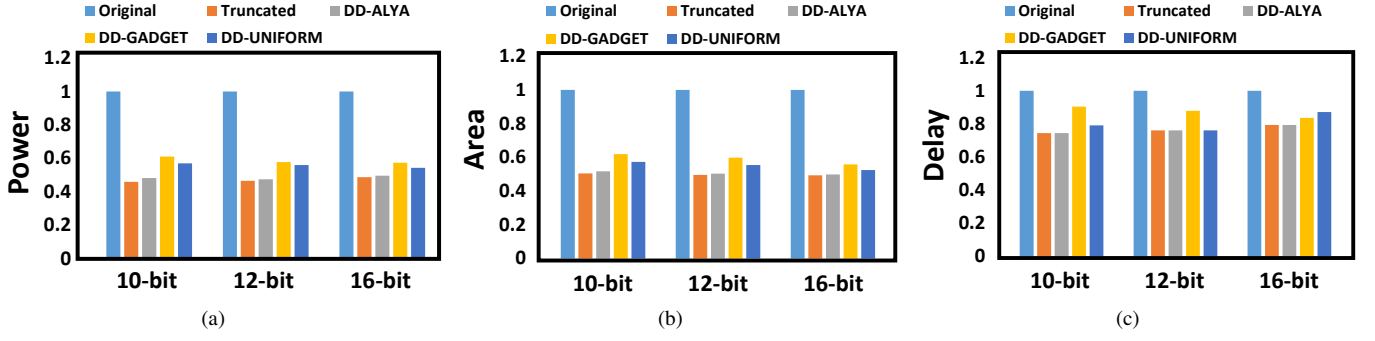 Original Truncated DD-ALYA
DD-GADGET DD-UNIFORM
Power
1.2
1
0.8
0.6
0.4
0.2
0
10-bit 12-bit 16-bit
(a)
Original Truncated DD-ALYA
DD-GADGET DD-UNIFORM
Area
1.2
1
0.8
0.6
0.4
0.2
0
10-bit 12-bit 16-bit
(b)
Original Truncated DD-ALYA
DD-GADGET DD-UNIFORM
Delay
1.2
1
0.8
0.6
0.4
0.2
0
10-bit 12-bit 16-bit
(c)